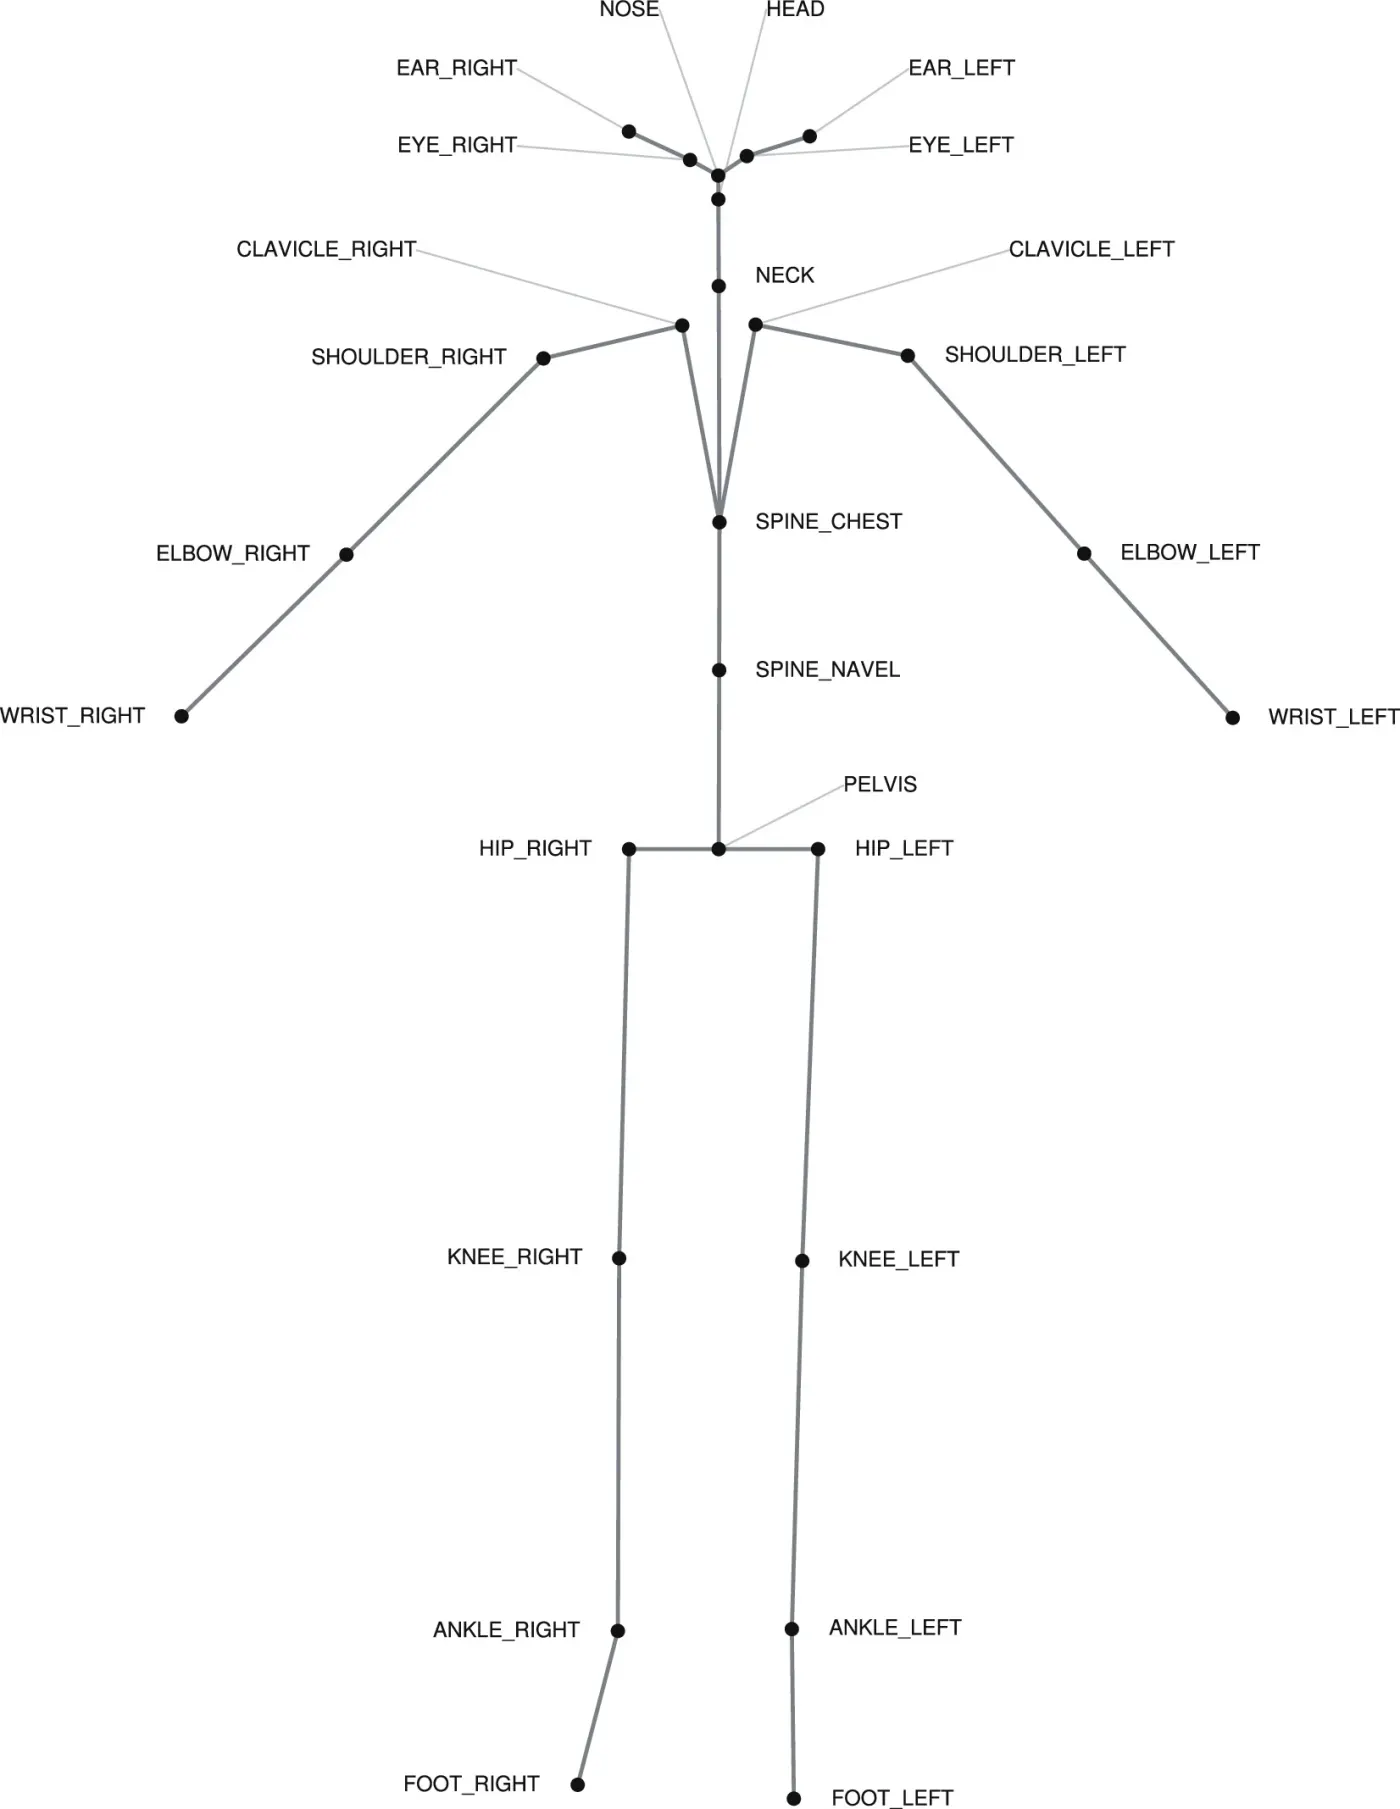 NOSE
HEAD
EAR_RIGHT
EAR_LEFT
EYE_RIGHT
EYE_LEFT
CLAVICLE_RIGHT
CLAVICLE_LEFT
NECK
SHOULDER_RIGHT
SHOULDER_LEFT
SPINE_CHEST
ELBOW_RIGHT
ELBOW_LEFT
SPINE_NAVEL
WRIST_RIGHT
WRIST_LEFT
PELVIS
HIP_RIGHT
HIP_LEFT
KNEE_RIGHT
KNEE_LEFT
ANKLE_RIGHT
ANKLE_LEFT
FOOT_RIGHT
FOOT_LEFT